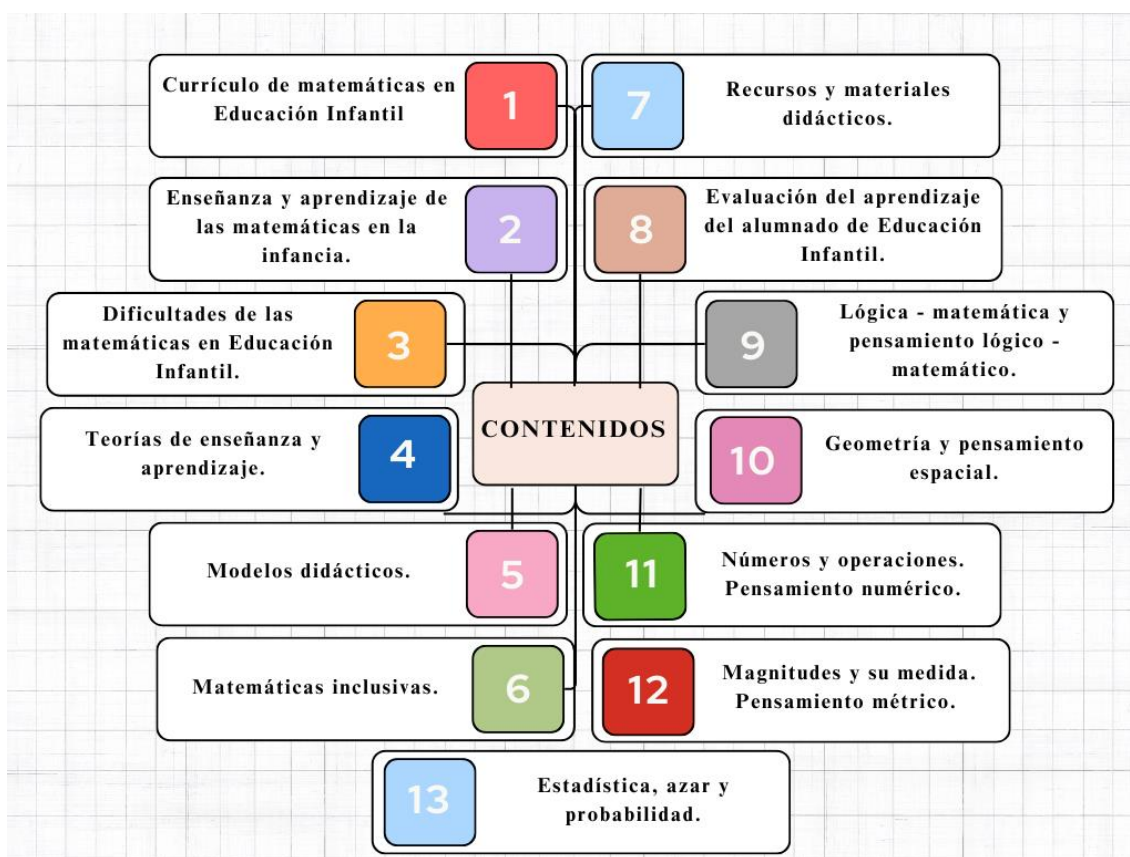 Currículo de matemáticas en
Educación Infantil
1
Enseñanza y aprendizaje de
las matemáticas en la
infancia.
2
Dificultades de las
matemáticas en Educación
Infantil.
3
Teorías de enseñanza y
aprendizaje.
4
Modelos didácticos.
5
Matemáticas inclusivas.
6
CONTENIDOS
7
Recursos y materiales
didácticos.
8
Evaluación del aprendizaje
del alumnado de Educación
Infantil.
9
Lógica - matemática y
pensamiento lógico -
matemático.
10
Geometría y pensamiento
espacial.
11
Números y operaciones.
Pensamiento numérico.
12
Magnitudes y su medida.
Pensamiento métrico.
13
Estadística, azar y
probabilidad.